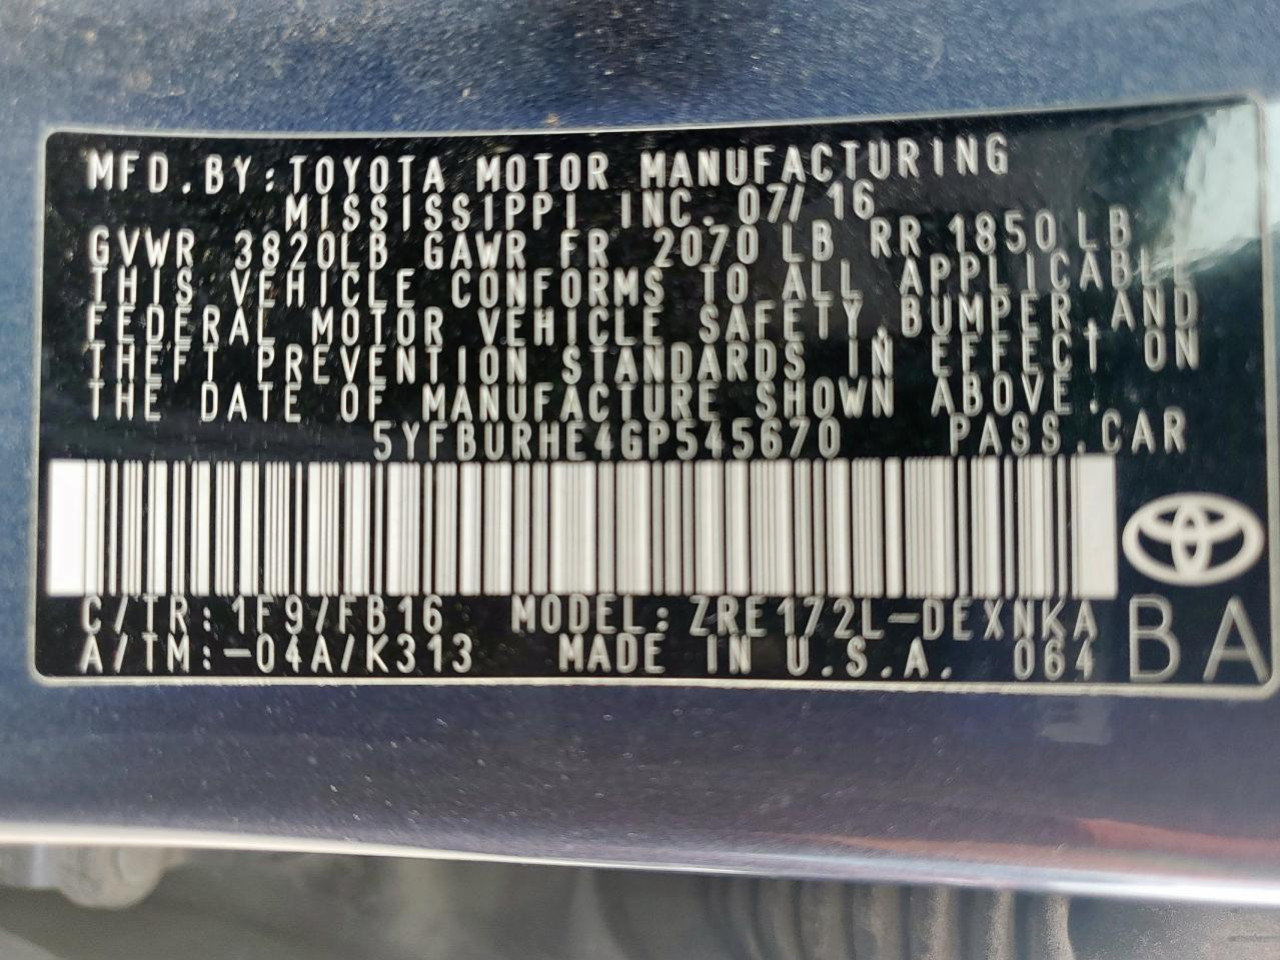 MFD.BY:TOYOTA MOTOR MANUFACTURING
MISSISSIPPI INC. 07/ 16
GVWR 3820LB GAWR FR 2070 LB RR 1850 LB
THIS VEHICLE CONFORMS TO ALL APPLICABLE
FEDERAL MOTOR VEHICLE SAFETY,BUMPER,AND
THEFT PREVENTION STANDARDS IN EFFECT ON
THE DATE OF MANUFACTURE SHOWN ABOVE.
5YFBURHE4GP545670 PASS.CAR
C/TR:1F9/FB16 MODEL:ZRE172L-DEXNKA
A/TM:-04A/K313 MADE IN U.S.A. 064
BA